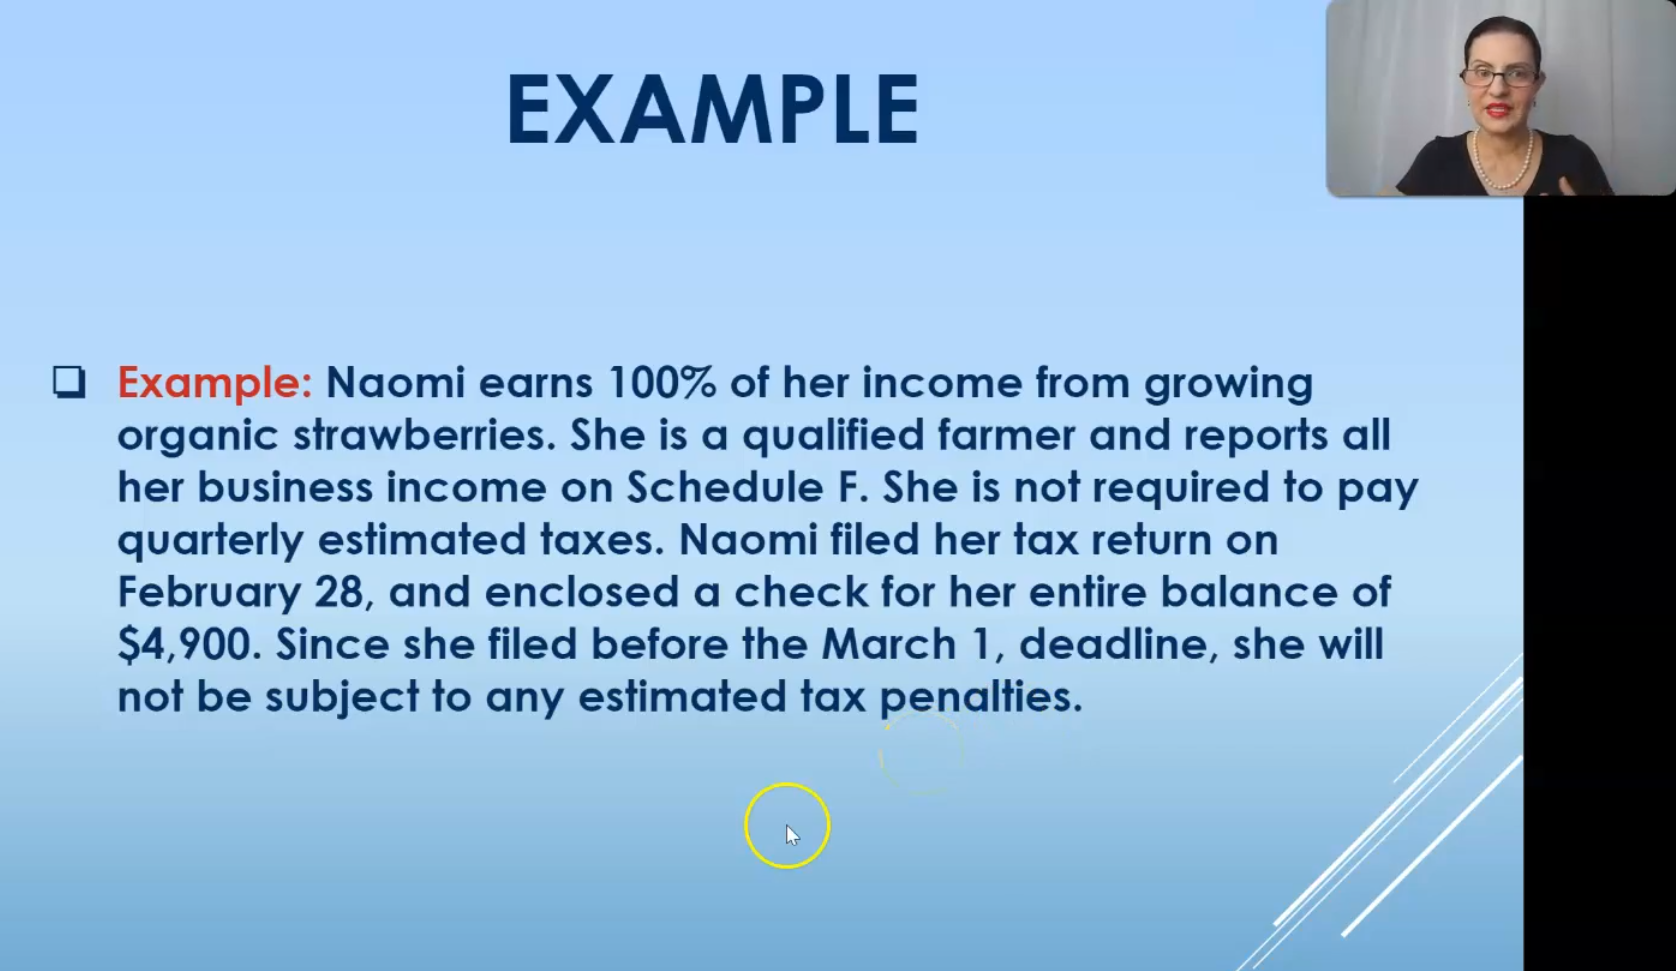 EXAMPLE
Example: Naomi earns 100% of her income from growing
organic strawberries. She is a qualified farmer and reports all
her business income on Schedule F. She is not required to pay
quarterly estimated taxes. Naomi filed her tax return on
February 28, and enclosed a check for her entire balance of
$4,900. Since she filed before the March 1, deadline, she will
not be subject to any estimated tax penalties.